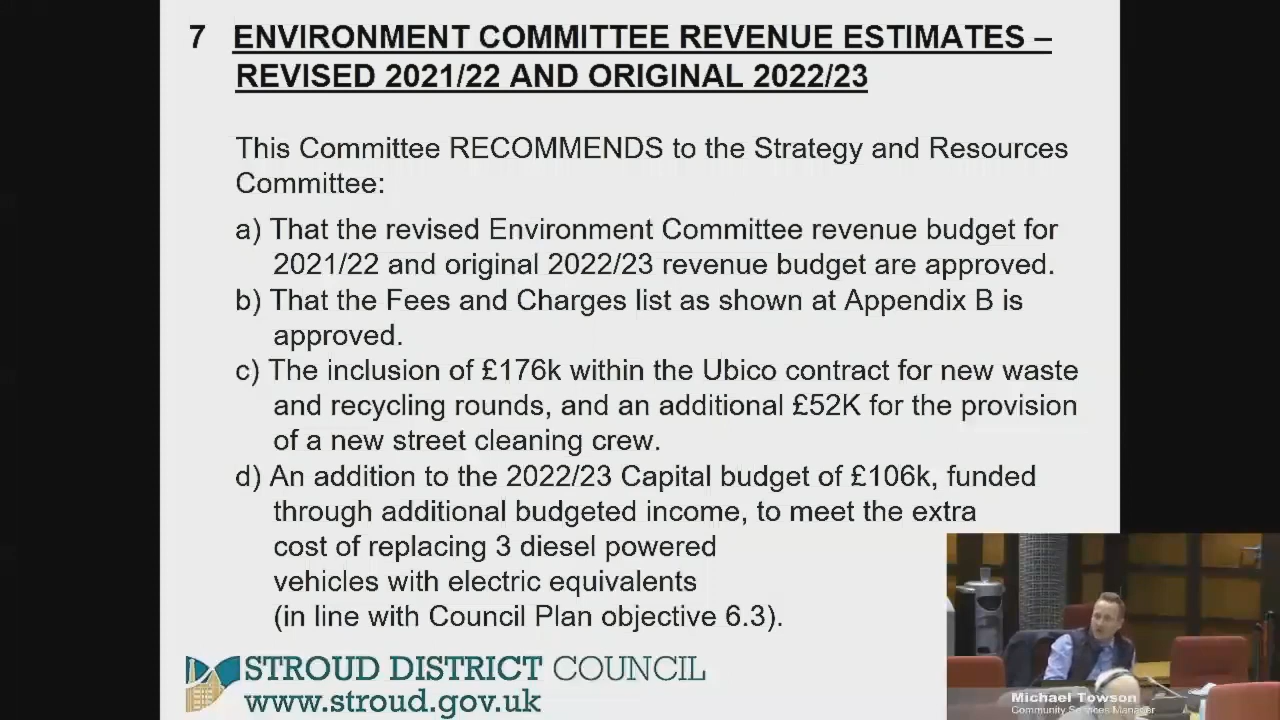 7 ENVIRONMENT COMMITTEE REVENUE ESTIMATES –
REVISED 2021/22 AND ORIGINAL 2022/23
This Committee RECOMMENDS to the Strategy and Resources
Committee:
a) That the revised Environment Committee revenue budget for
2021/22 and original 2022/23 revenue budget are approved.
b) That the Fees and Charges list as shown at Appendix B is
approved.
c) The inclusion of £176k within the Ubico contract for new waste
and recycling rounds, and an additional £52K for the provision
of a new street cleaning crew.
d) An addition to the 2022/23 Capital budget of £106k, funded
through additional budgeted income, to meet the extra
cost of replacing 3 diesel powered
vehicles with electric equivalents
(in line with Council Plan objective 6.3).
STROUD DISTRICT COUNCIL
www.stroud.gov.uk
Michael Towson
Community Services Manager